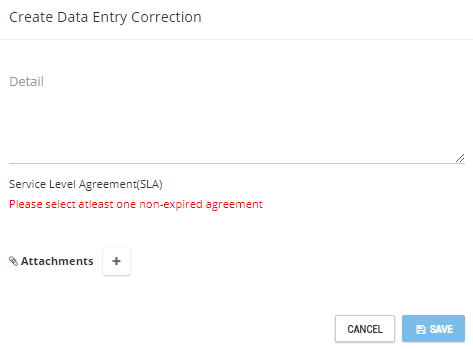 Create Data Entry Correction
Detail
Service Level Agreement(SLA)
Please select atleast one non-expired agreement
Attachments +
CANCEL SAVE